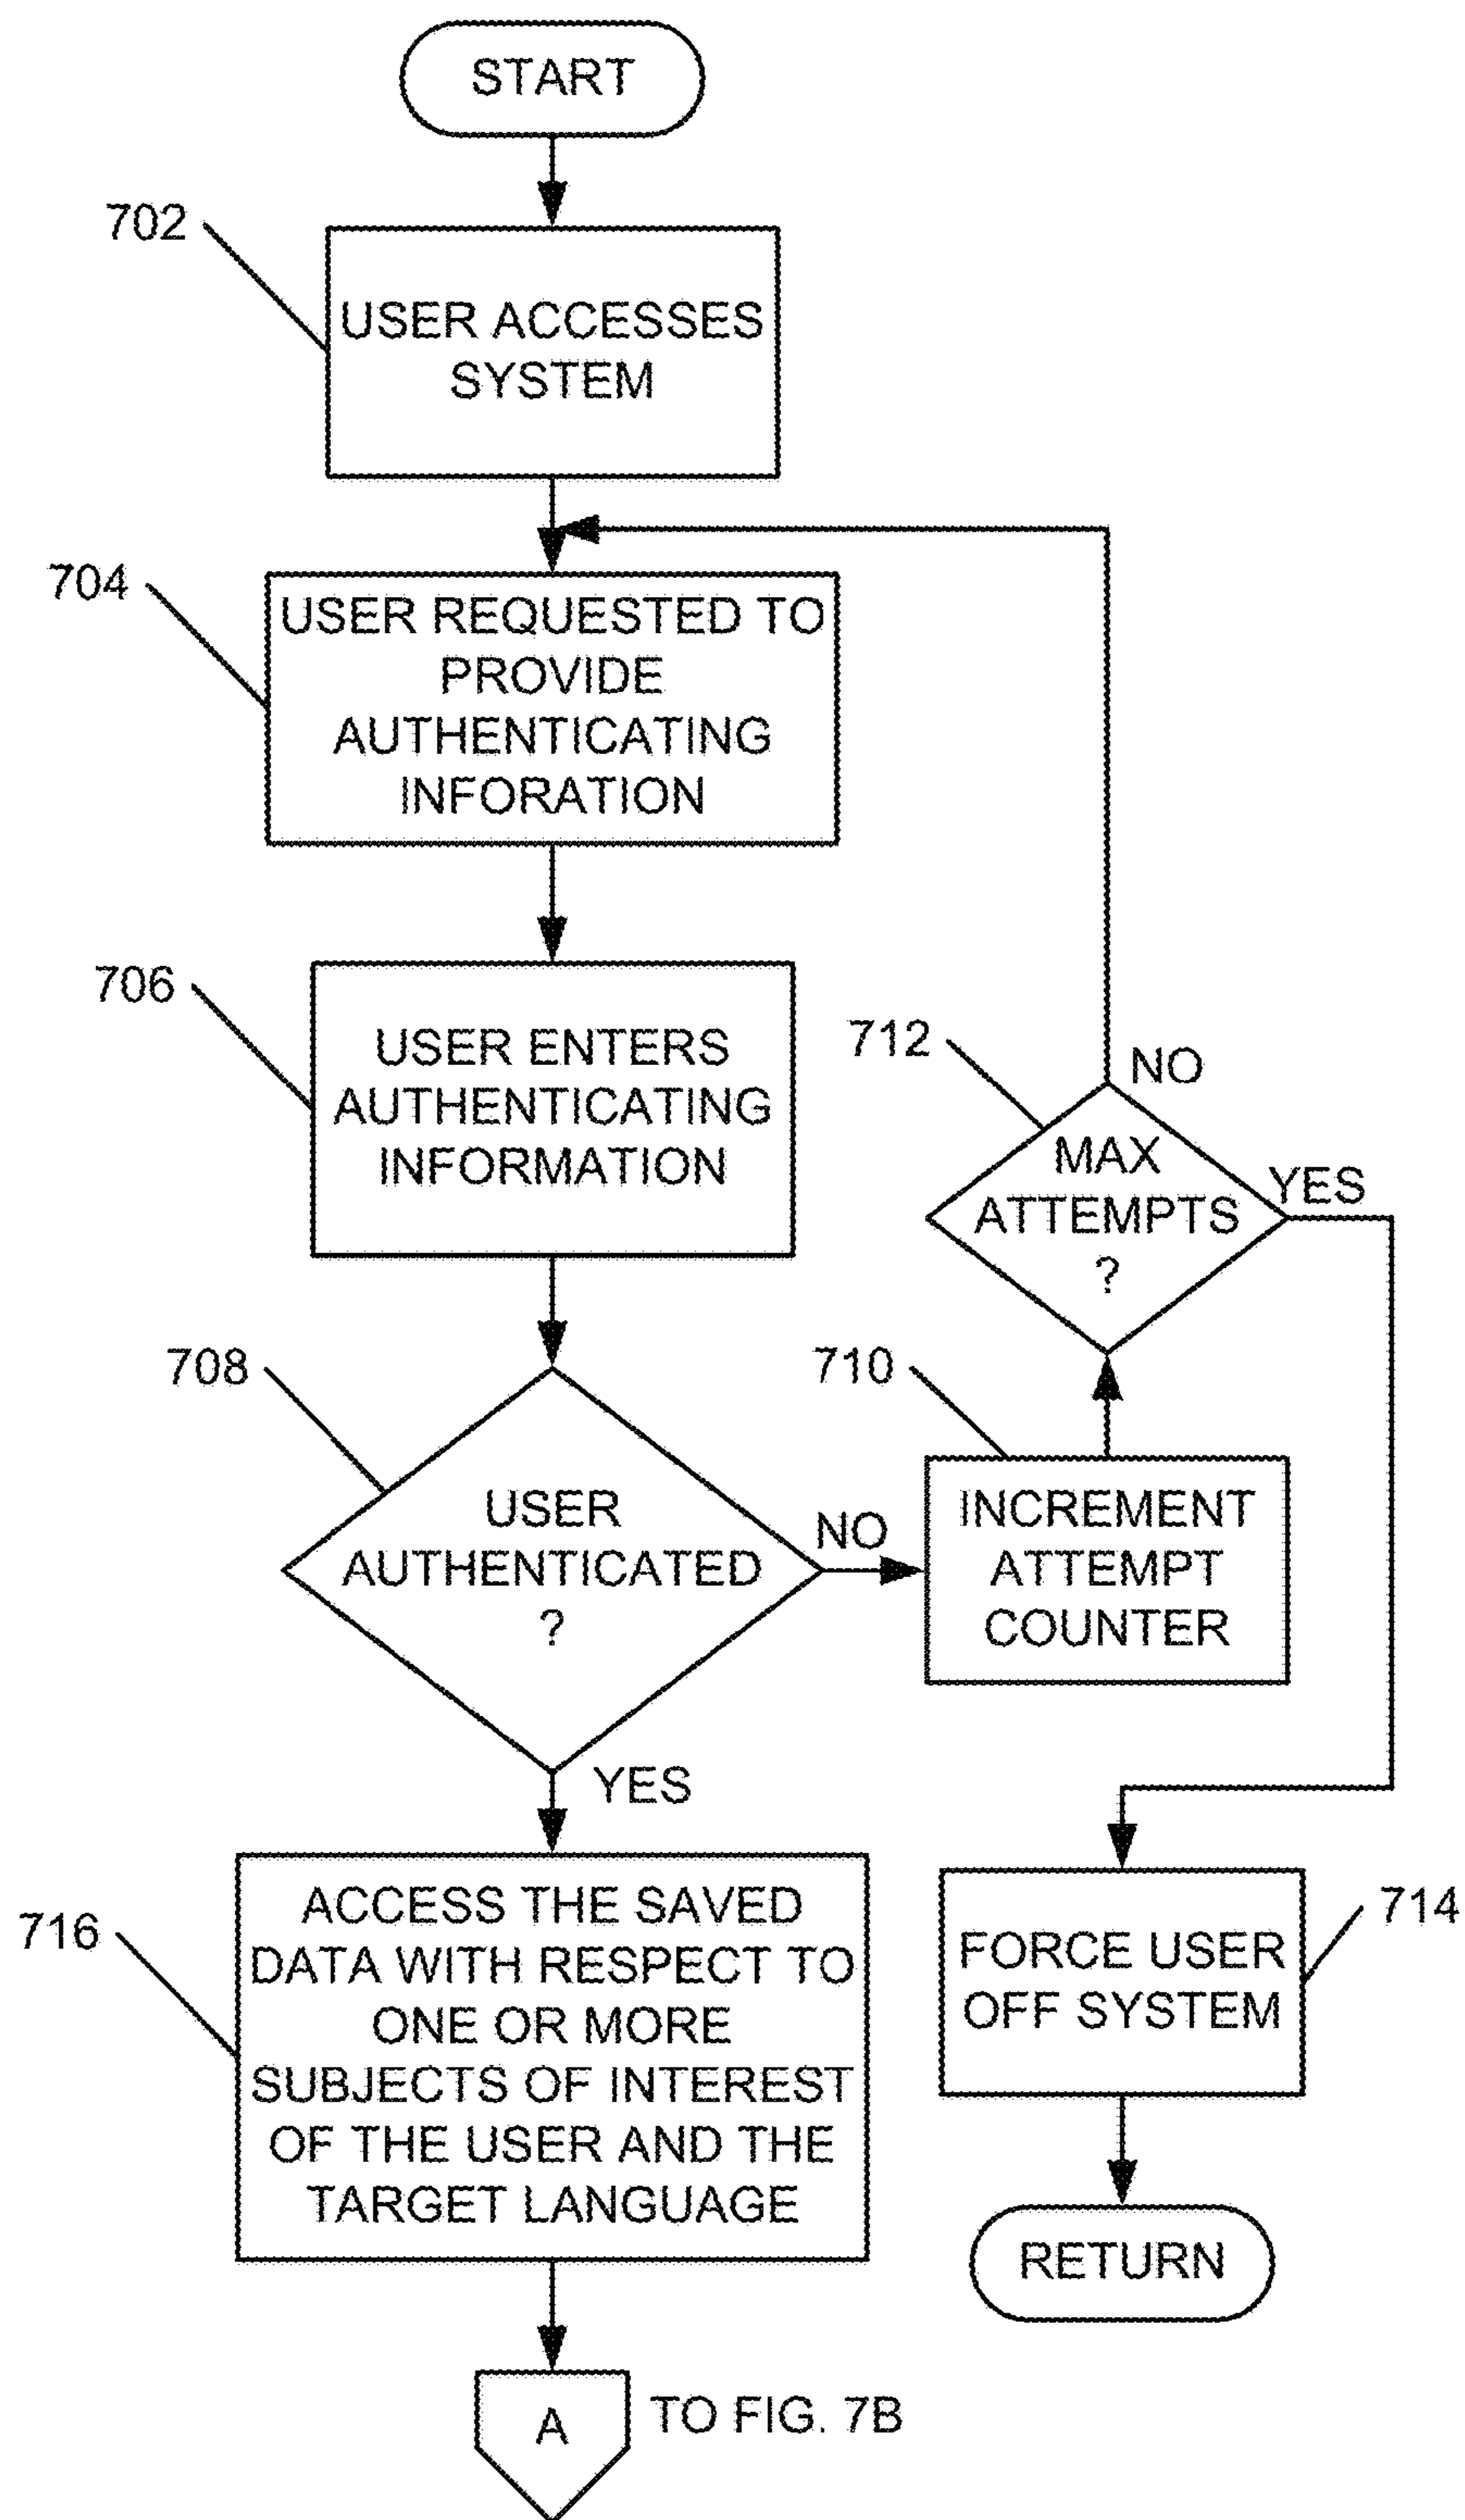 START
702
USER ACCESSES
SYSTEM
704
USER REQUESTED TO
PROVIDE
AUTHENTICATING
INFORATION
706
USER ENTERS
AUTHENTICATING
INFORMATION
712
NO
MAX
ATTEMPTS
?
YES
708
USER
AUTHENTICATED
?
NO
710
INCREMENT
ATTEMPT
COUNTER
YES
716
ACCESS THE SAVED
DATA WITH RESPECT TO
ONE OR MORE
SUBJECTS OF INTEREST
OF THE USER AND THE
TARGET LANGUAGE
714
FORCE USER
OFF SYSTEM
RETURN
A
TO FIG. 7B